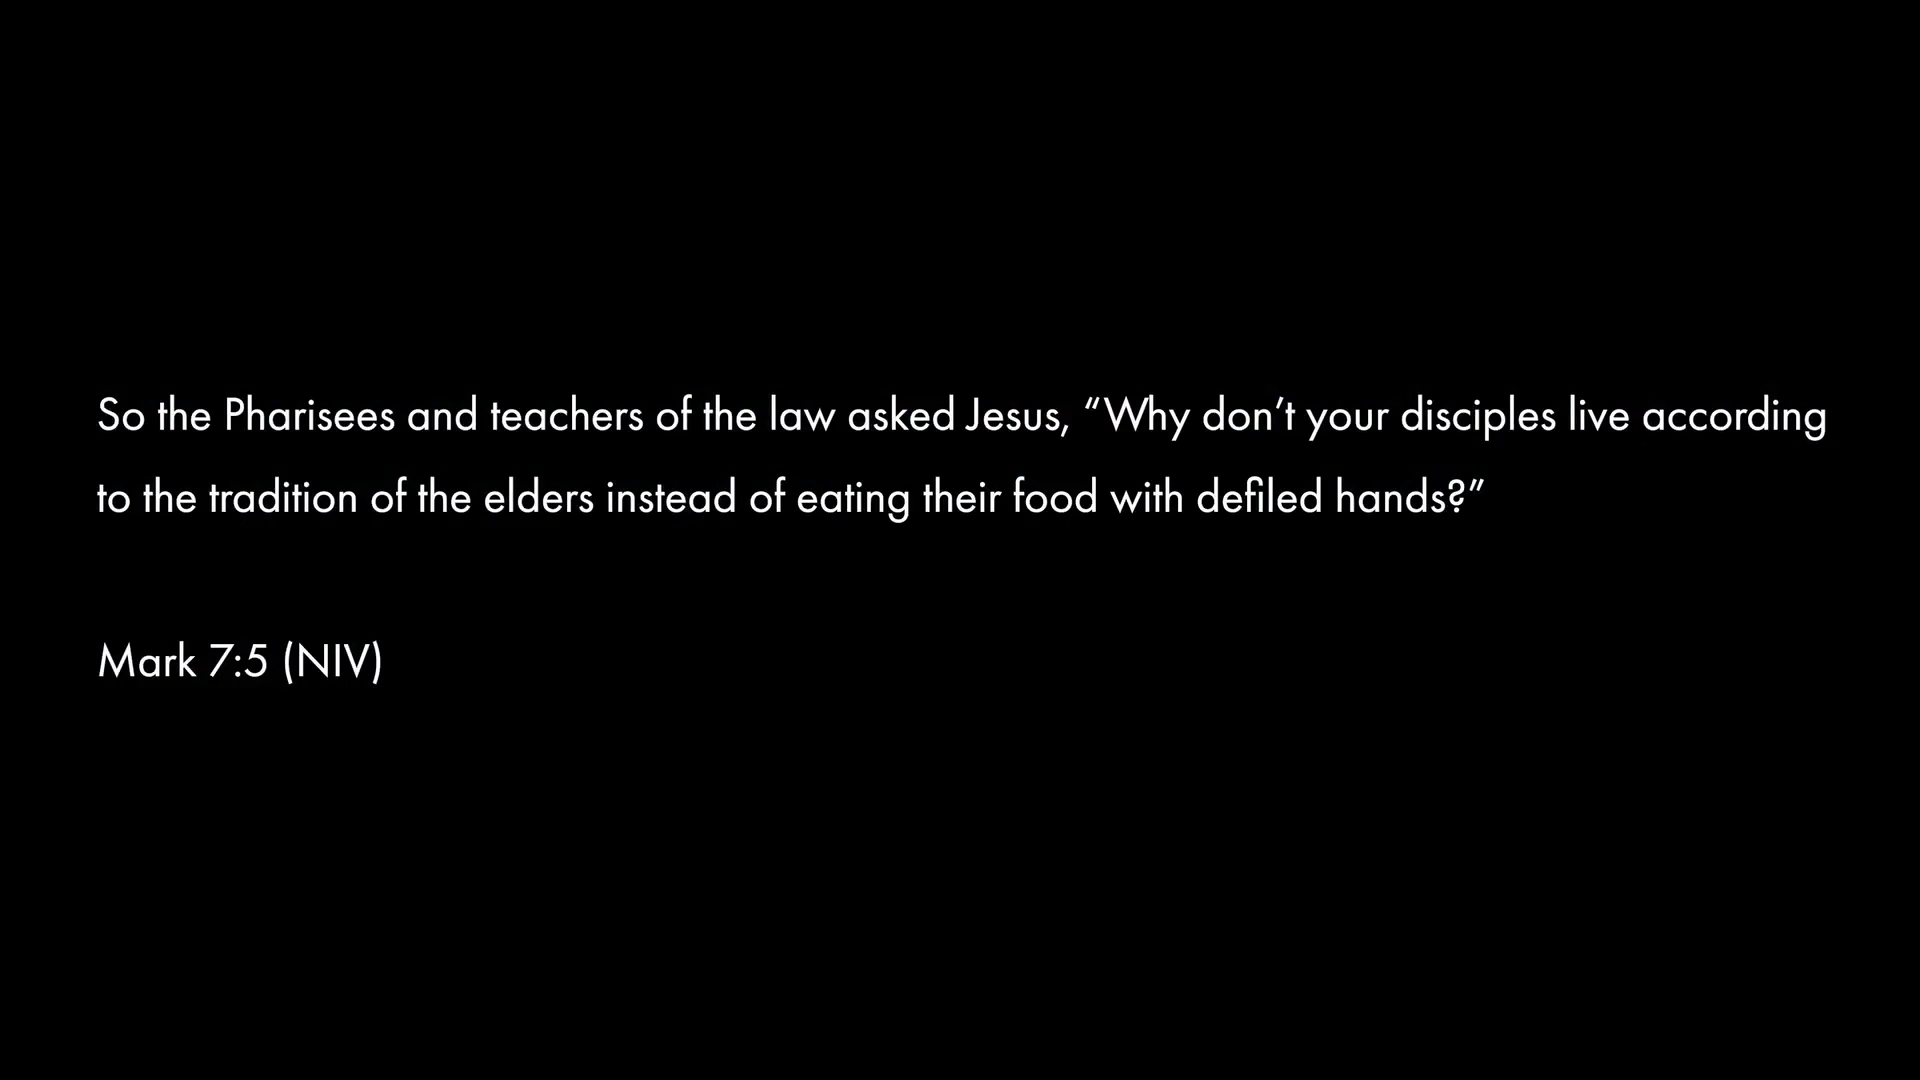 So the Pharisees and teachers of the law asked Jesus, “Why don’t your disciples live according
to the tradition of the elders instead of eating their food with defiled hands?”
Mark 7:5 (NIV)